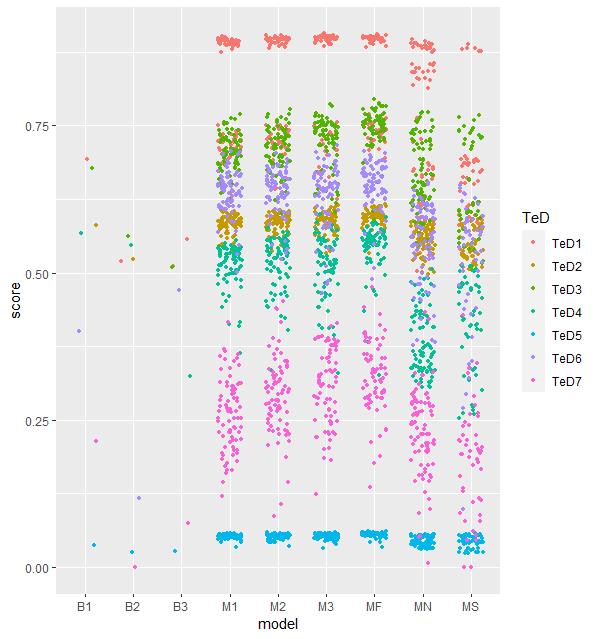 0.75
0.50
0.25
0.00
score
B1 B2 B3 M1 M2 M3 MF MN MS
model
TeD
TeD1
TeD2
TeD3
TeD4
TeD5
TeD6
TeD7